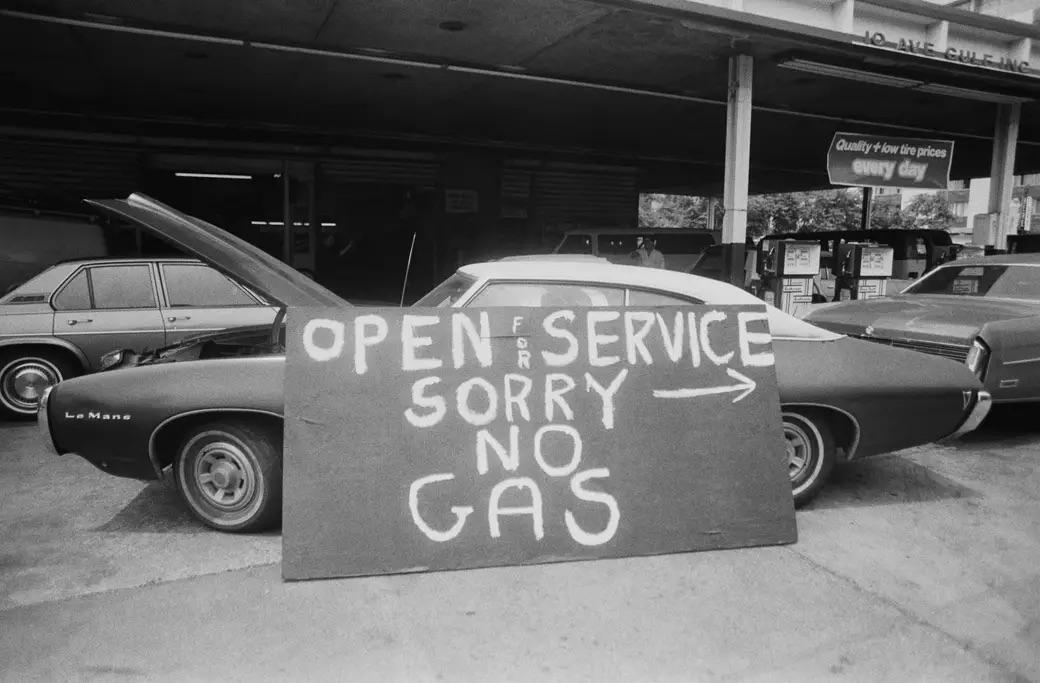 10 AVE GULF INC
Quality + low tire prices
every day
OPEN FOR SERVICE
SORRY →
NO
GAS
Le Mans